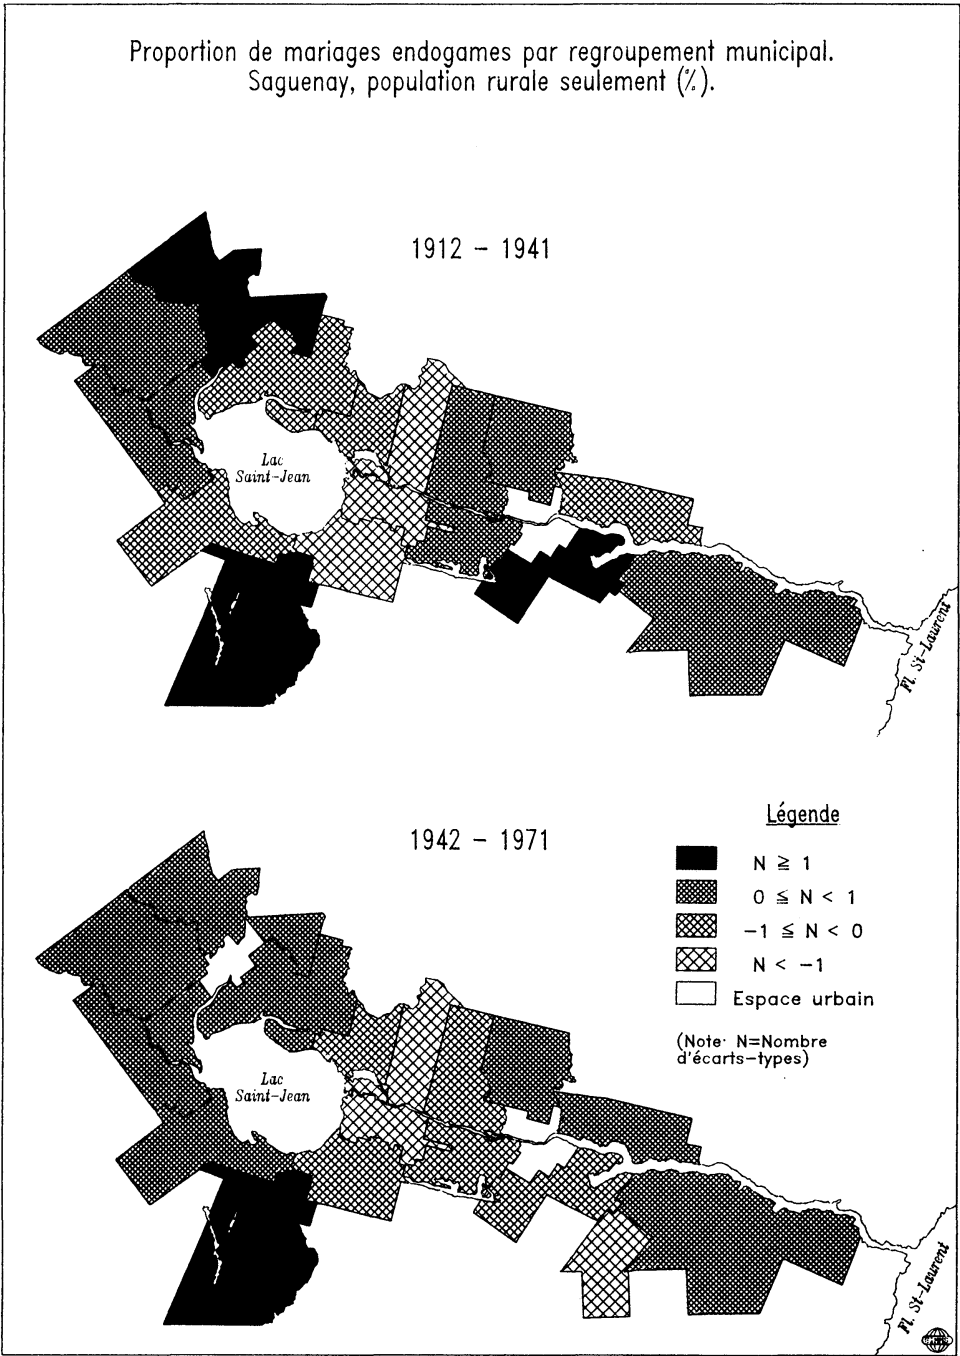 Proportion de mariages endogames par regroupement municipal.
Saguenay, population rurale seulement (%).
1912 - 1941
Lac
Saint-Jean
Fl. St-Laurent
1942 - 1971
Légende
N ≧ 1
0 ≦ N < 1
-1 ≦ N < 0
N < -1
Espace urbain
(Note: N=Nombre
d'écarts-types)
Lac
Saint-Jean
Fl. St-Laurent